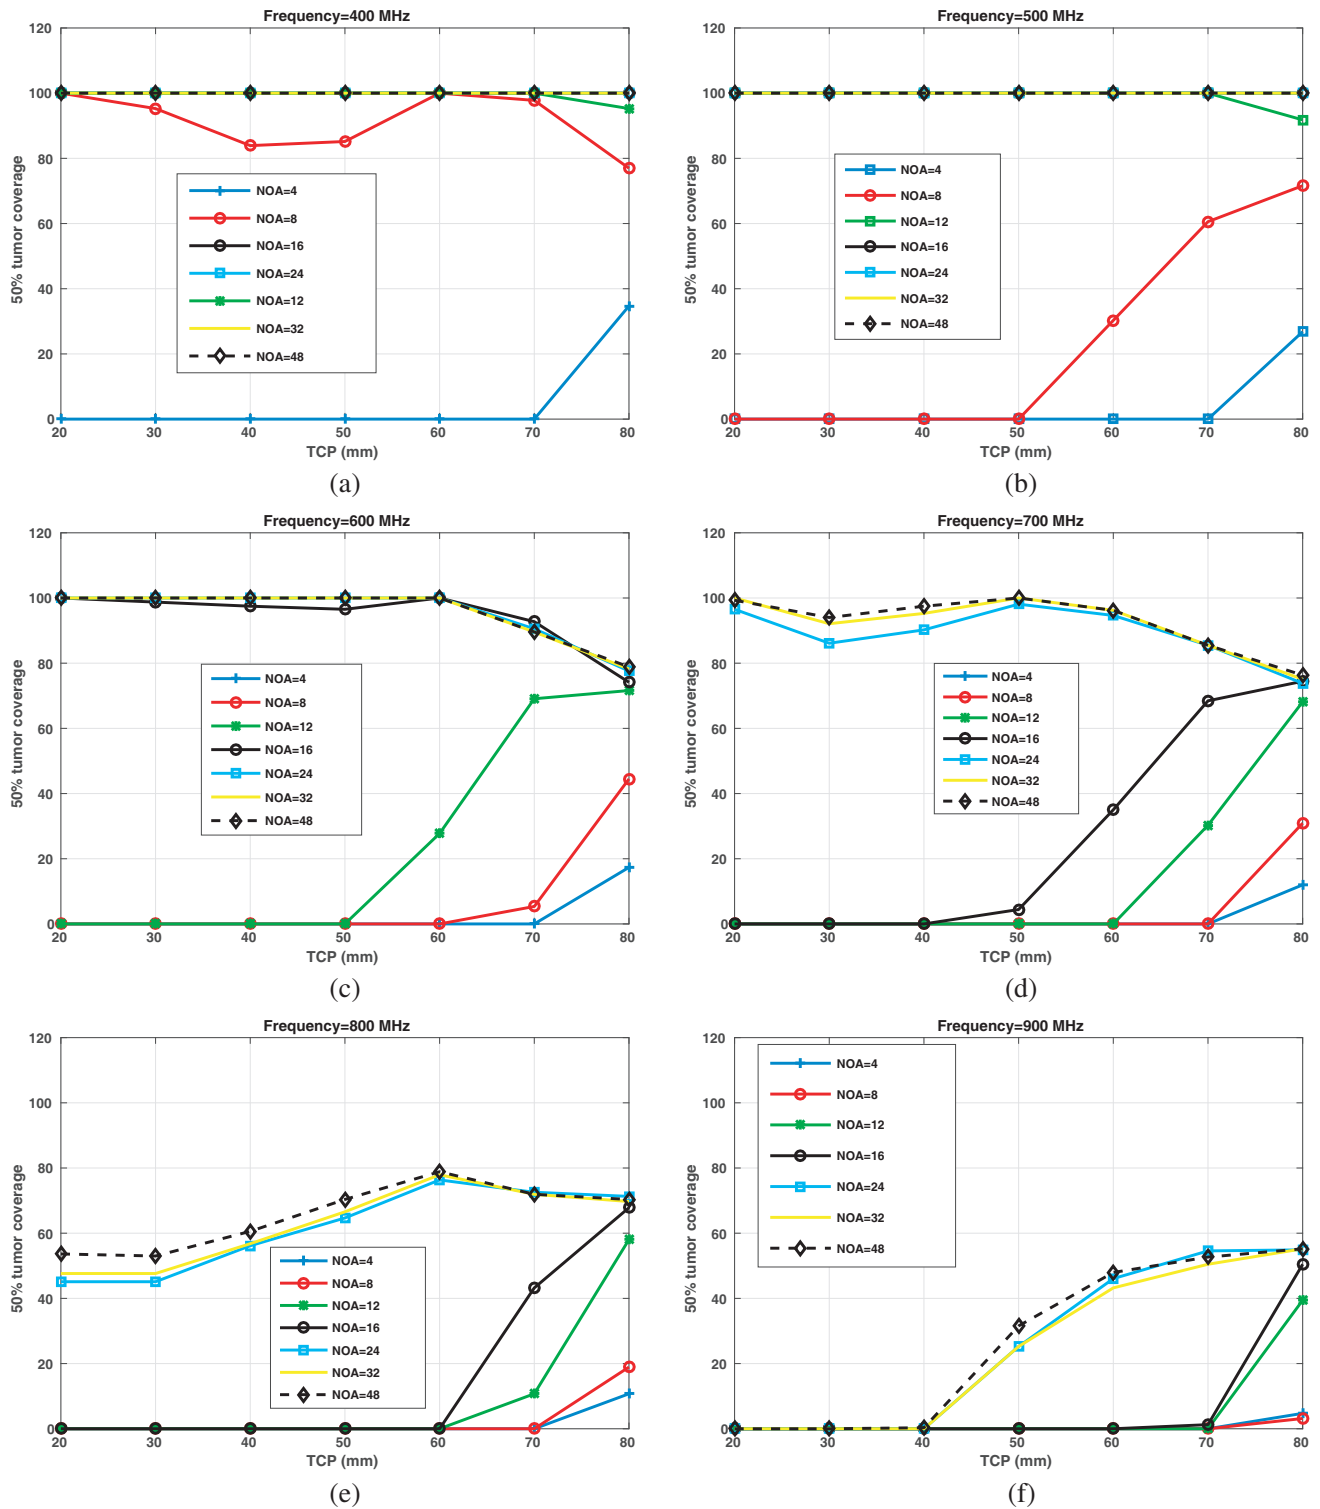 Frequency=400 MHz
120
100
80
60
40
20
0
50% tumor coverage
NOA=4
NOA=8
NOA=16
NOA=24
NOA=12
NOA=32
NOA=48
20 30 40 50 60 70 80
TCP (mm)
(a)
Frequency=500 MHz
120
100
80
60
40
20
0
50% tumor coverage
NOA=4
NOA=8
NOA=12
NOA=16
NOA=24
NOA=32
NOA=48
20 30 40 50 60 70 80
TCP (mm)
(b)
Frequency=600 MHz
120
100
80
60
40
20
0
50% tumor coverage
NOA=4
NOA=8
NOA=12
NOA=16
NOA=24
NOA=32
NOA=48
20 30 40 50 60 70 80
TCP (mm)
(c)
Frequency=700 MHz
120
100
80
60
40
20
0
50% tumor coverage
NOA=4
NOA=8
NOA=12
NOA=16
NOA=24
NOA=32
NOA=48
20 30 40 50 60 70 80
TCP (mm)
(d)
Frequency=800 MHz
120
100
80
60
40
20
0
50% tumor coverage
NOA=4
NOA=8
NOA=12
NOA=16
NOA=24
NOA=32
NOA=48
20 30 40 50 60 70 80
TCP (mm)
(e)
Frequency=900 MHz
120
100
80
60
40
20
0
50% tumor coverage
NOA=4
NOA=8
NOA=12
NOA=16
NOA=24
NOA=32
NOA=48
20 30 40 50 60 70 80
TCP (mm)
(f)